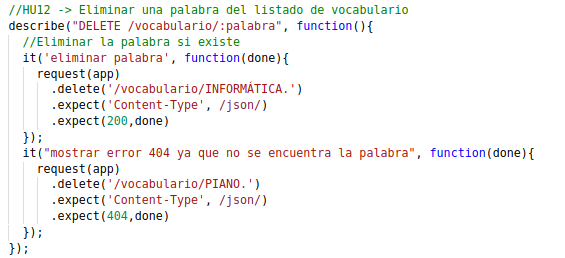 //HU12 -> Eliminar una palabra del listado de vocabulario
describe("DELETE /vocabulario/:palabra", function(){
//Eliminar la palabra si existe
it('eliminar palabra', function(done){
request(app)
.delete('/vocabulario/INFORMÁTICA.')
.expect('Content-Type', /json/)
.expect(200,done)
});
it("mostrar error 404 ya que no se encuentra la palabra", function(done){
request(app)
.delete('/vocabulario/PIANO.')
.expect('Content-Type', /json/)
.expect(404,done)
});
});